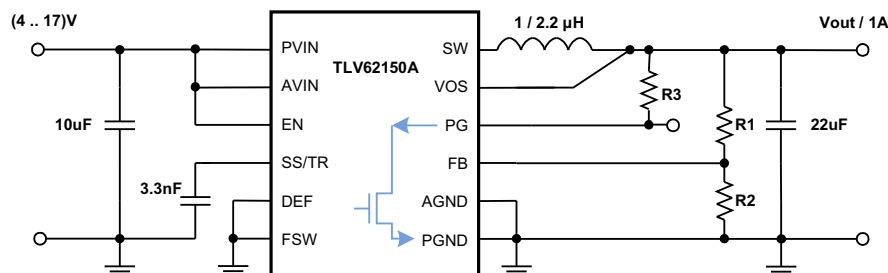 (4 .. 17)V
1 / 2.2 µH
Vout / 1A
TLV62150A
PVIN
AVIN
EN
SS/TR
DEF
FSW
SW
VOS
PG
FB
AGND
PGND
10uF
3.3nF
R3
R1
R2
22uF